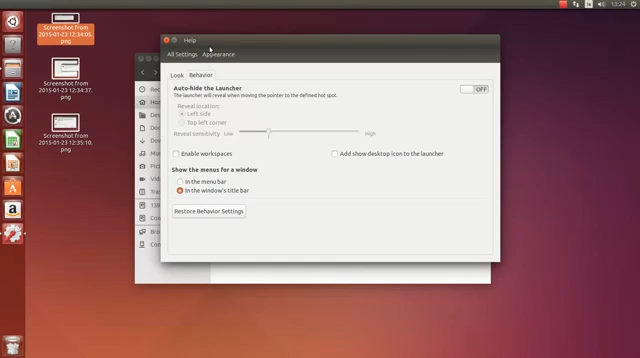 13:24
Screenshot from
2015-01-23 12:34:05.
png
Screenshot from
2015-01-23 12:34:37.
png
Screenshot from
2015-01-23 12:35:10.
png
Help
All Settings Appearance
Look Behavior
Auto-hide the Launcher
The launcher will reveal when moving the pointer to the defined hot spot.
OFF
Reveal location:
Left side
Top left corner
Reveal sensitivity Low High
Enable workspaces Add show desktop icon to the launcher
Show the menus for a window
In the menu bar
In the window's title bar
Restore Behavior Settings